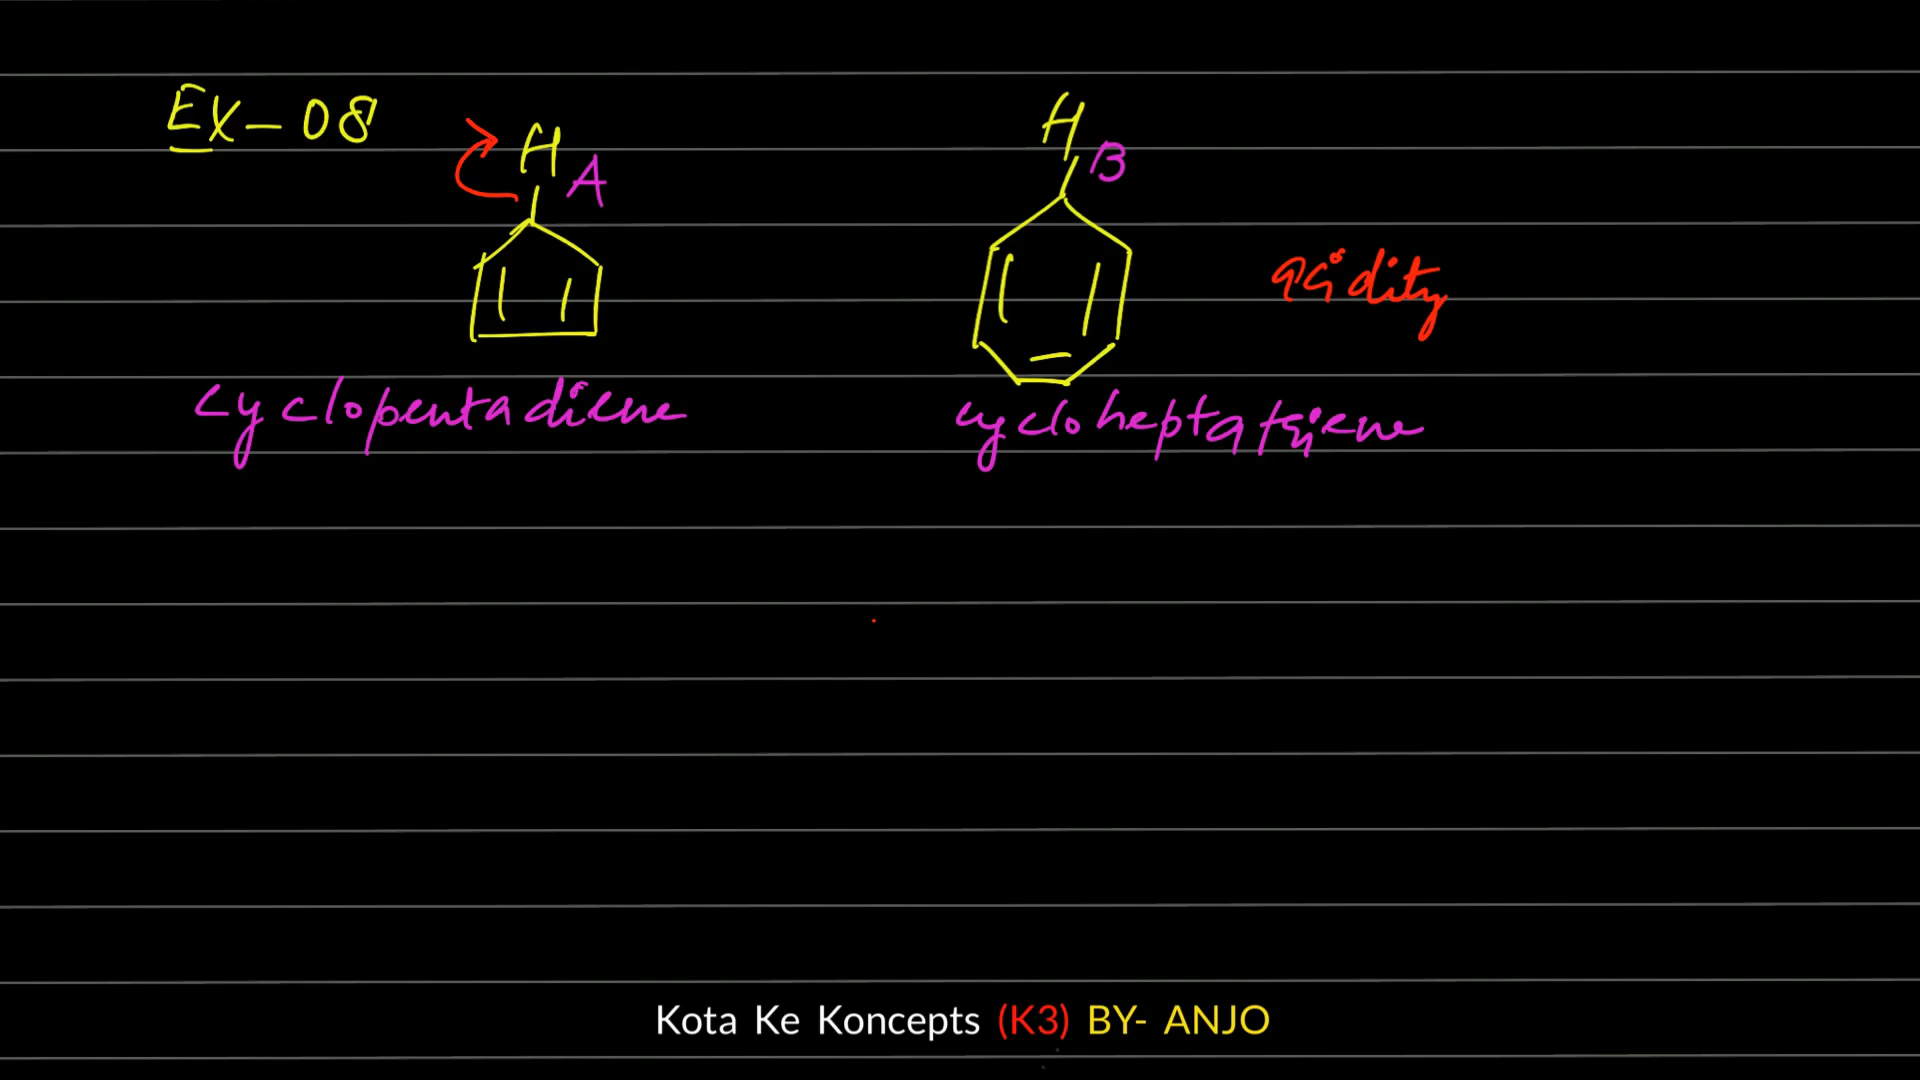 Ex-08
H
A
H
B
acidity
cyclopentadiene
cycloheptatriene
Kota Ke Koncepts (K3) BY- ANJO